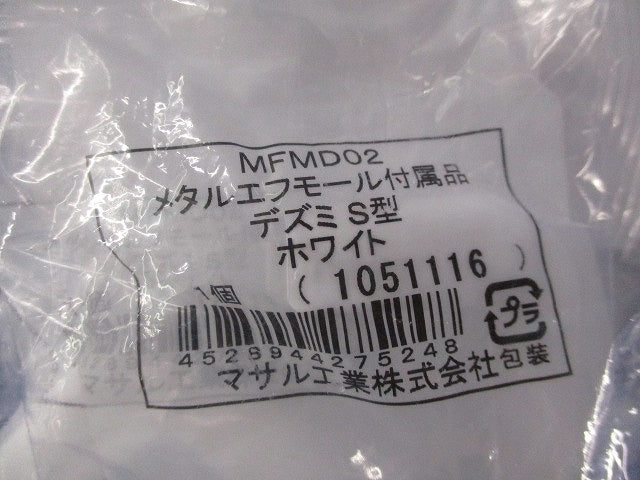 MFMD02
メタルエフモール付属品
デズミ S型
ホワイト
1個 (1051116)
4528944275248
プラ
マサル工業株式会社 包装